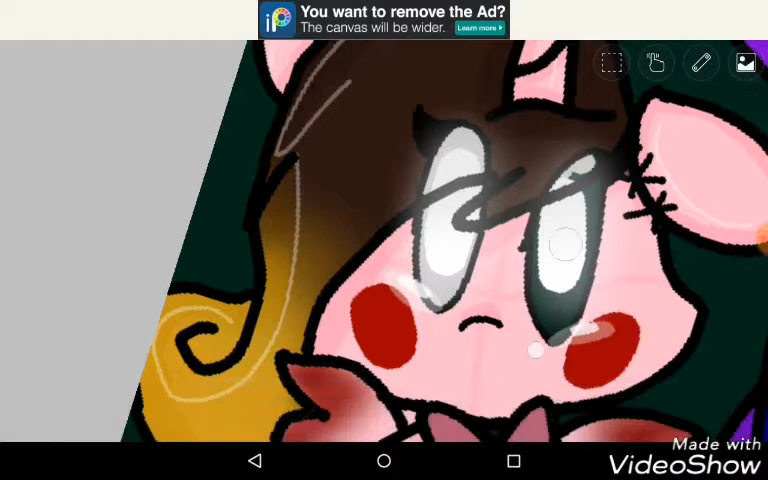 You want to remove the Ad?
The canvas will be wider.
Learn more
Made with
VideoShow